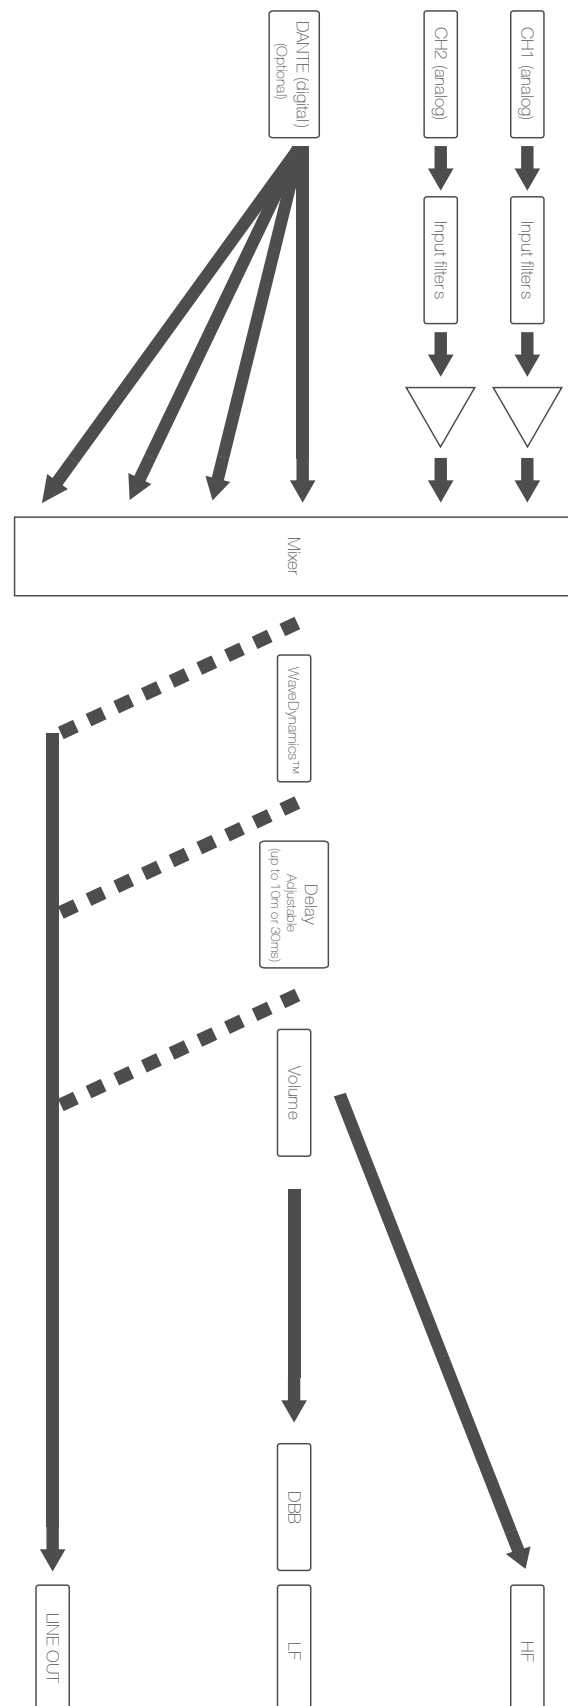 CH1 (analog)
Input filters
CH2 (analog)
Input filters
DANTE (digital)
(Optional)
Mixer
WaveDynamics™
Delay
Adjustable
(up to 10m or 30ms)
Volume
HF
DBB
LF
LINE OUT